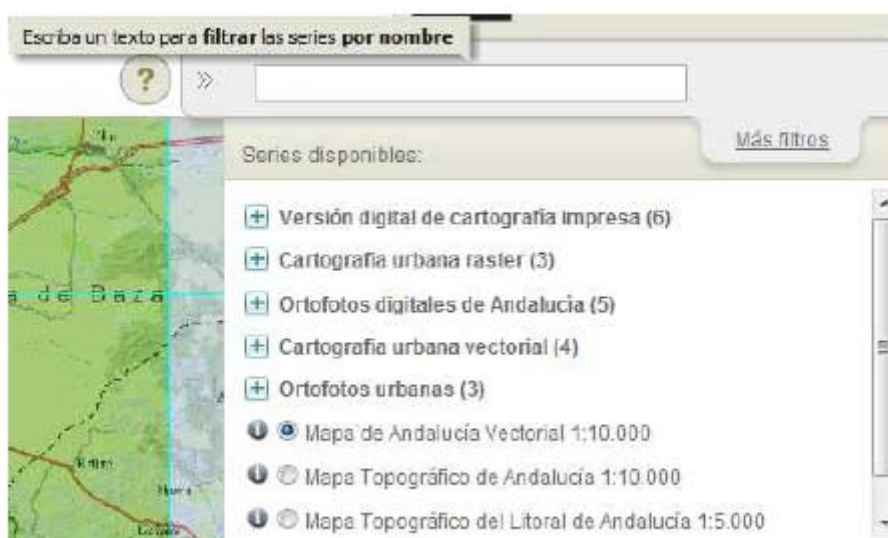 Escriba un texto para filtrar las series por nombre
?
»
Más filtros
Series disponibles:
Versión digital de cartografía impresa (6)
Cartografía urbana raster (3)
Ortofotos digitales de Andalucía (5)
Cartografía urbana vectorial (4)
Ortofotos urbanas (3)
Mapa de Andalucía Vectorial 1:10.000
Mapa Topográfico de Andalucía 1:10.000
Mapa Topográfico del Litoral de Andalucía 1:5.000
de Baza